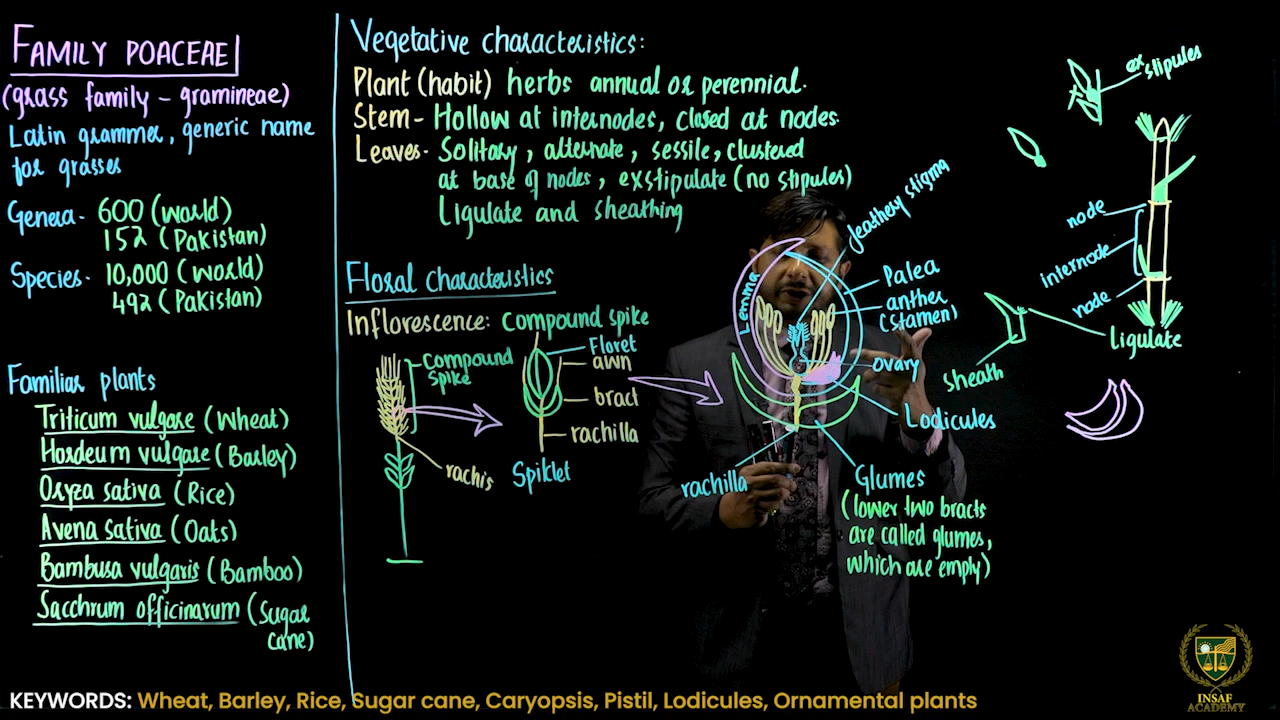 FAMILY POACEAE
(grass family - gramineae)
Latin grammer, generic name
for grasses
Genera - 600 (world)
152 (Pakistan)
Species - 10,000 (world)
492 (Pakistan)
Familiar plants
Triticum vulgare (Wheat)
Hordeum vulgare (Barley)
Oryza sativa (Rice)
Avena sativa (Oats)
Bambusa vulgaris (Bamboo)
Sacchrum officinarum (Sugar
cane)
Vegetative characteristics:
Plant (habit) herbs annual or perennial.
Stem - Hollow at internodes, closed at nodes.
Leaves - Solitary, alternate, sessile, clustered
at base of nodes, exstipulate (no stipules)
Ligulate and sheathing
Floral characteristics
Inflorescence: Compound spike
Compound
Spike
rachis
Floret
awn
bract
rachilla
Spiklet
Lemma
feathery stigma
Palea
anther
(stamen)
ovary
Lodicules
rachilla
Glumes
(lower two bracts
are called glumes,
which are empty)
ex stipules
node
internode
node
Ligulate
sheath
KEYWORDS: Wheat, Barley, Rice, Sugar cane, Caryopsis, Pistil, Lodicules, Ornamental plants
INSAF
ACADEMY